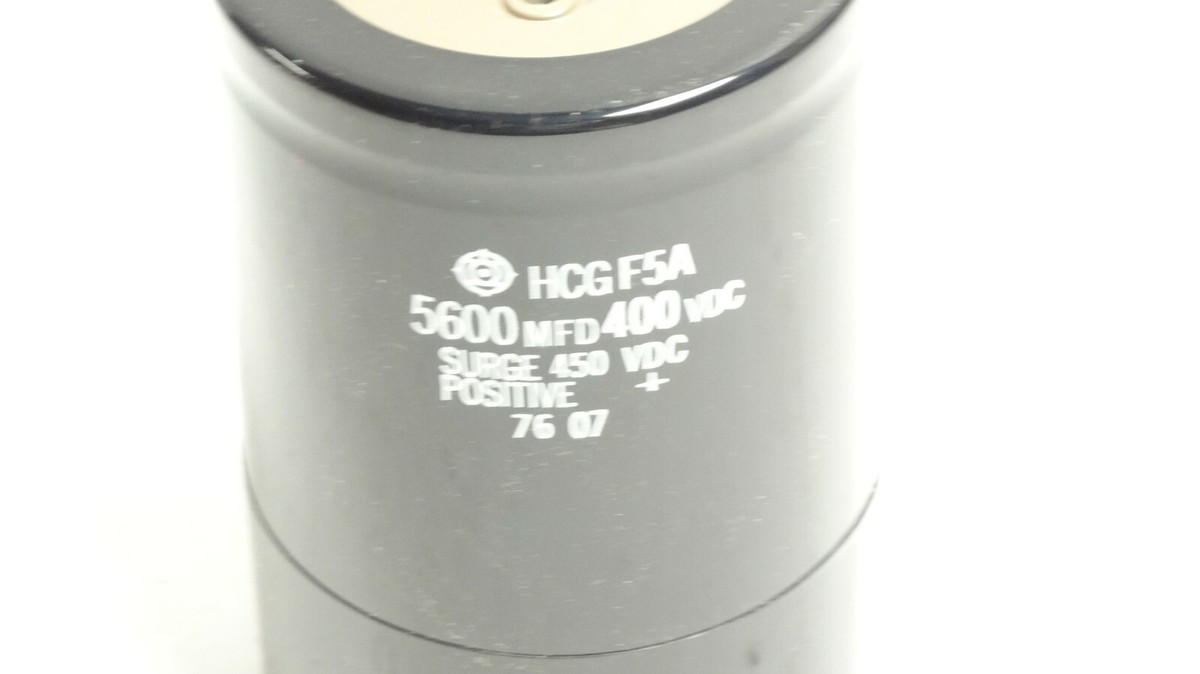 HCG F5A
5600 MFD 400 VDC
SURGE 450 VDC
POSITIVE +
76 07